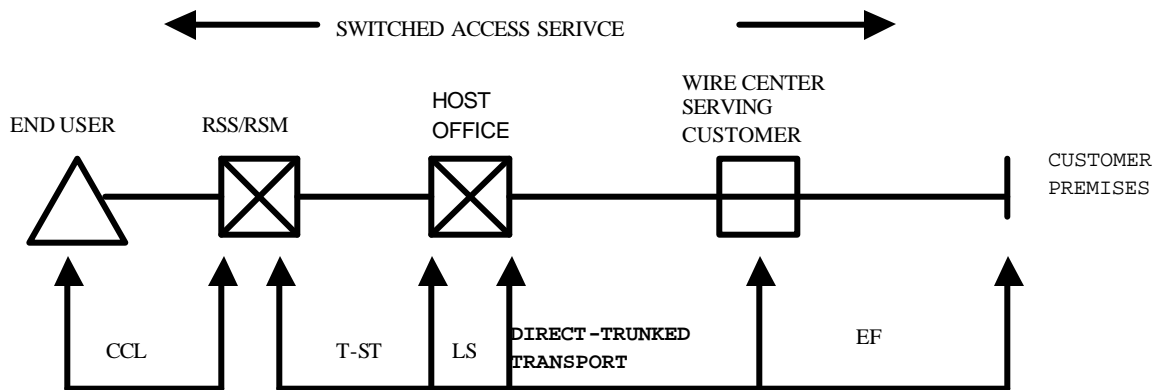 SWITCHED ACCESS SERIVCE
END USER
RSS/RSM
HOST
OFFICE
WIRE CENTER
SERVING
CUSTOMER
CUSTOMER
PREMISES
CCL
T-ST
LS
DIRECT-TRUNKED
TRANSPORT
EF